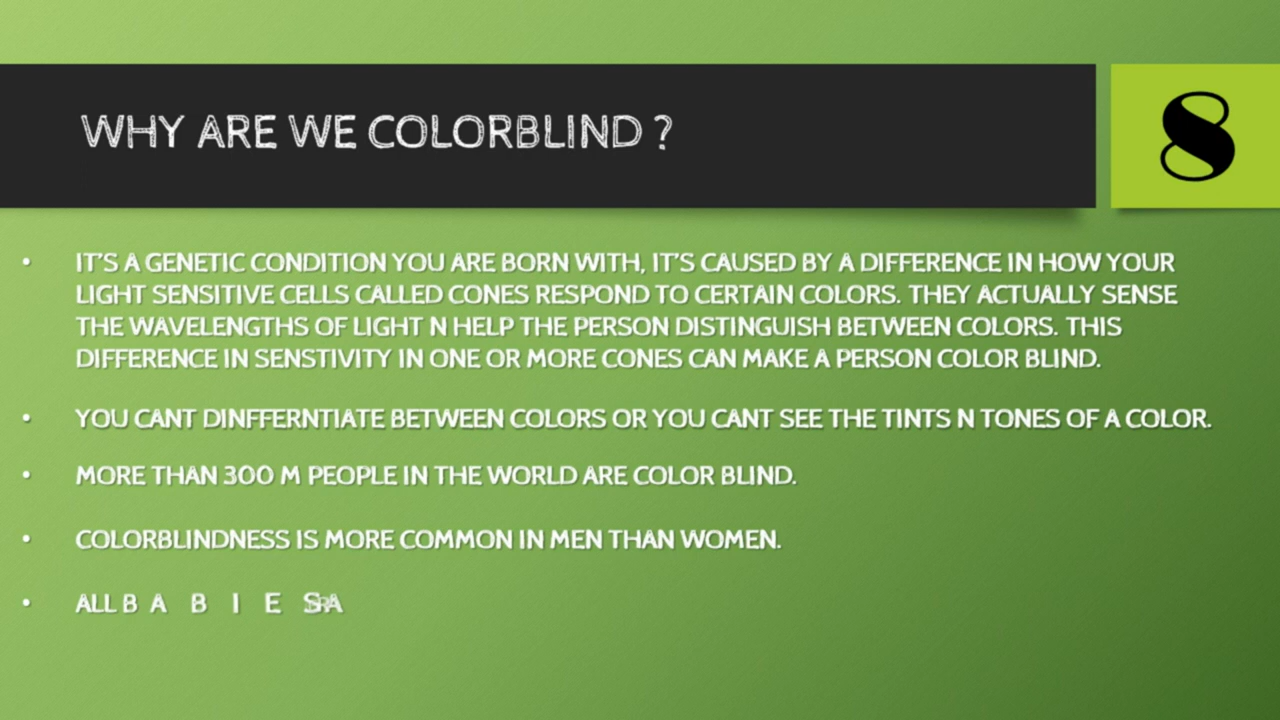 WHY ARE WE COLORBLIND ?
8
• IT'S A GENETIC CONDITION YOU ARE BORN WITH, IT'S CAUSED BY A DIFFERENCE IN HOW YOUR
LIGHT SENSITIVE CELLS CALLED CONES RESPOND TO CERTAIN COLORS. THEY ACTUALLY SENSE
THE WAVELENGTHS OF LIGHT N HELP THE PERSON DISTINGUISH BETWEEN COLORS. THIS
DIFFERENCE IN SENSTIVITY IN ONE OR MORE CONES CAN MAKE A PERSON COLOR BLIND.
• YOU CANT DINFFERNTIATE BETWEEN COLORS OR YOU CANT SEE THE TINTS N TONES OF A COLOR.
• MORE THAN 300 M PEOPLE IN THE WORLD ARE COLOR BLIND.
• COLORBLINDNESS IS MORE COMMON IN MEN THAN WOMEN.
• ALL B A B I E S